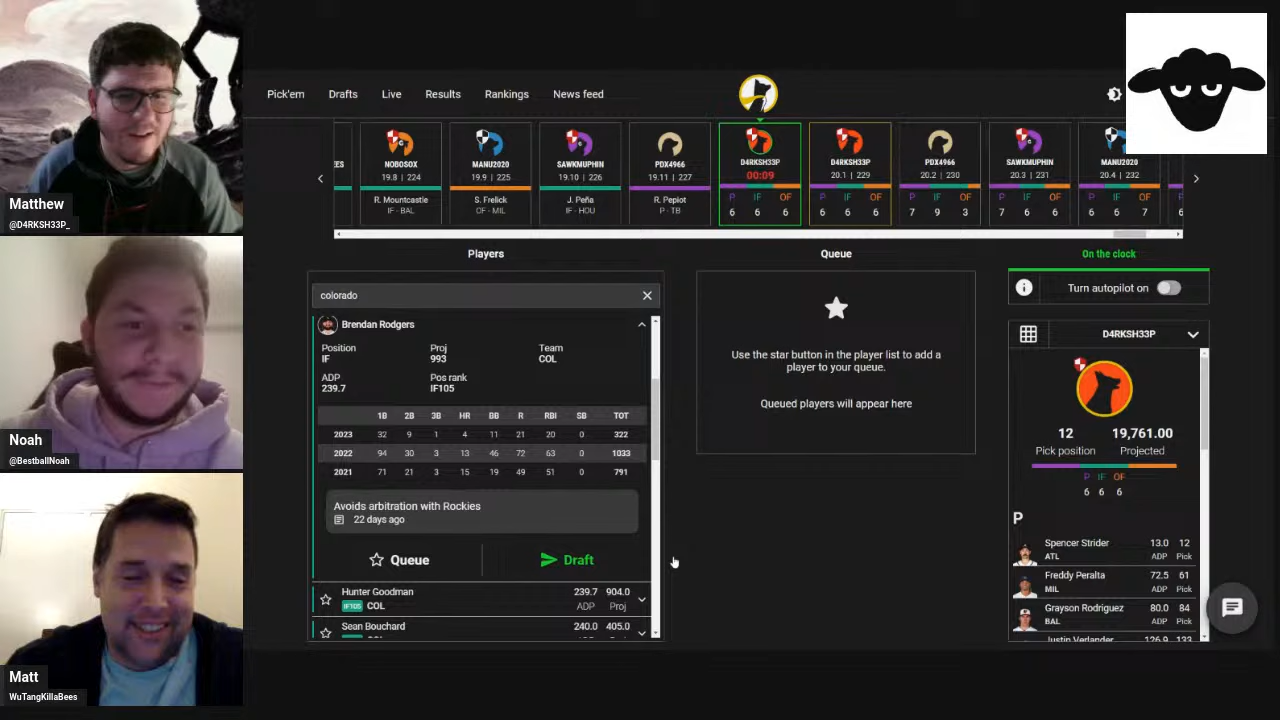 Pick'em Drafts Live Results Rankings News feed
NOBOSOX
19.8 | 224
R. Mountcastle
IF - BAL
MANU2020
19.9 | 225
S. Frelick
OF - MIL
SAWKMUPHIN
19.10 | 226
J. Peña
IF - HOU
PDX4966
19.11 | 227
R. Pepiot
P - TB
D4RKSH33P
00:09
P IF OF
6 6 6
D4RKSH33P
20.1 | 229
P IF OF
6 6 6
PDX4966
20.2 | 230
P IF OF
7 9 3
SAWKMUPHIN
20.3 | 231
P IF OF
7 6 6
MANU2020
20.4 | 232
P IF OF
6 6 7
Matthew
@D4RKSH33P_
Noah
@BestballNoah
Matt
WuTangKillaBees
Players
colorado
Brendan Rodgers
Position Proj Team
IF 993 COL
ADP Pos rank
239.7 IF105
1B 2B 3B HR BB R RBI SB TOT
2023 32 9 1 4 11 21 20 0 322
2022 94 30 3 13 46 72 63 0 1033
2021 71 21 3 15 19 49 51 0 791
Avoids arbitration with Rockies
22 days ago
Queue Draft
Hunter Goodman 239.7 904.0
IF105 COL ADP Proj
Sean Bouchard 240.0 405.0
Queue
Use the star button in the player list to add a
player to your queue.
Queued players will appear here
On the clock
Turn autopilot on
D4RKSH33P
12 19,761.00
Pick position Projected
P IF OF
6 6 6
P
Spencer Strider 13.0 12
ATL ADP Pick
Freddy Peralta 72.5 61
MIL ADP Pick
Grayson Rodriguez 80.0 84
BAL ADP Pick
Justin Verlander 126.9 133